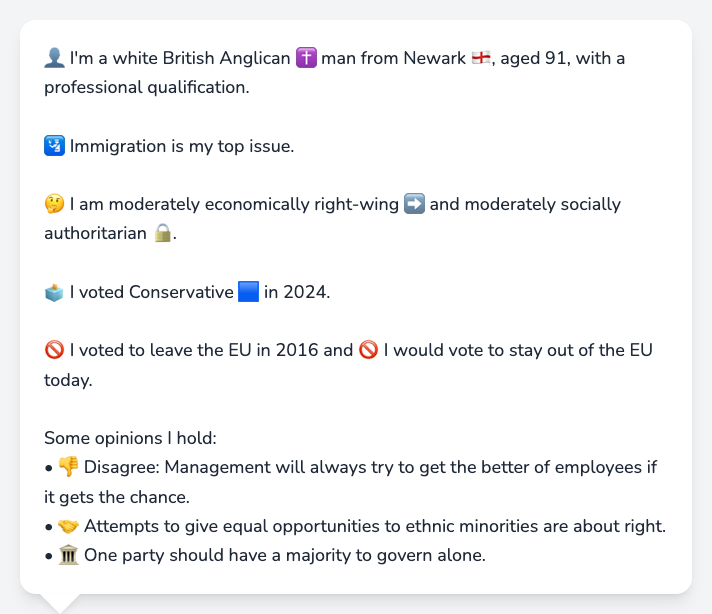 👤 I'm a white British Anglican ✝️ man from Newark 🏴󠁧󠁢󠁥󠁮󠁧󠁿, aged 91, with a
professional qualification.
🛂 Immigration is my top issue.
🤔 I am moderately economically right-wing ➡️ and moderately socially
authoritarian 🔒.
🗳️ I voted Conservative 🟦 in 2024.
🚫 I voted to leave the EU in 2016 and 🚫 I would vote to stay out of the EU
today.
Some opinions I hold:
• 👎 Disagree: Management will always try to get the better of employees if
it gets the chance.
• 🤝 Attempts to give equal opportunities to ethnic minorities are about right.
• 🏛️ One party should have a majority to govern alone.